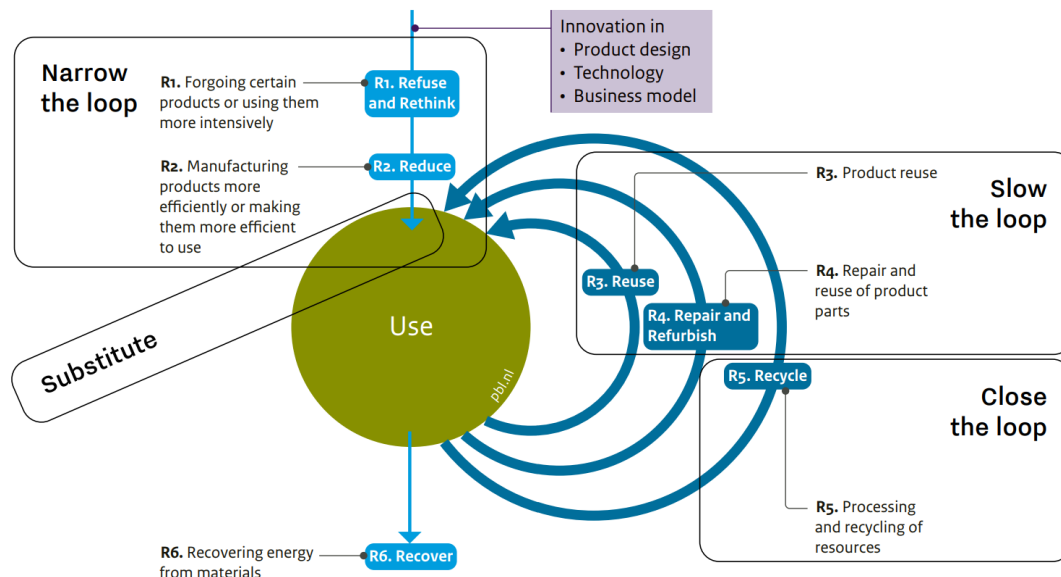 Innovation in
• Product design
• Technology
• Business model
Narrow
the loop
R1. Forgoing certain
products or using them
more intensively
R1. Refuse
and Rethink
R2. Manufacturing
products more
efficiently or making
them more efficient
to use
R2. Reduce
Substitute
Use
pbl.nl
R3. Reuse
R3. Product reuse
Slow
the loop
R4. Repair and
Refurbish
R4. Repair and
reuse of product
parts
R5. Recycle
Close
the loop
R5. Processing
and recycling of
resources
R6. Recovering energy
from materials
R6. Recover